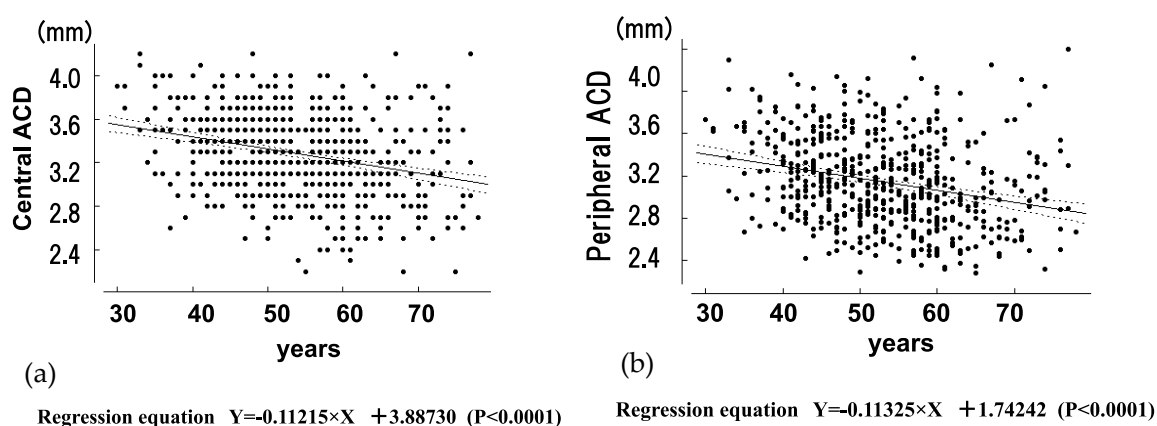 (mm)
Central ACD
4.0
3.6
3.2
2.8
2.4
30 40 50 60 70
years
(a)
Regression equation Y=-0.11215×X +3.88730 (P<0.0001)
(mm)
Peripheral ACD
4.0
3.6
3.2
2.8
2.4
30 40 50 60 70
years
(b)
Regression equation Y=-0.11325×X +1.74242 (P<0.0001)